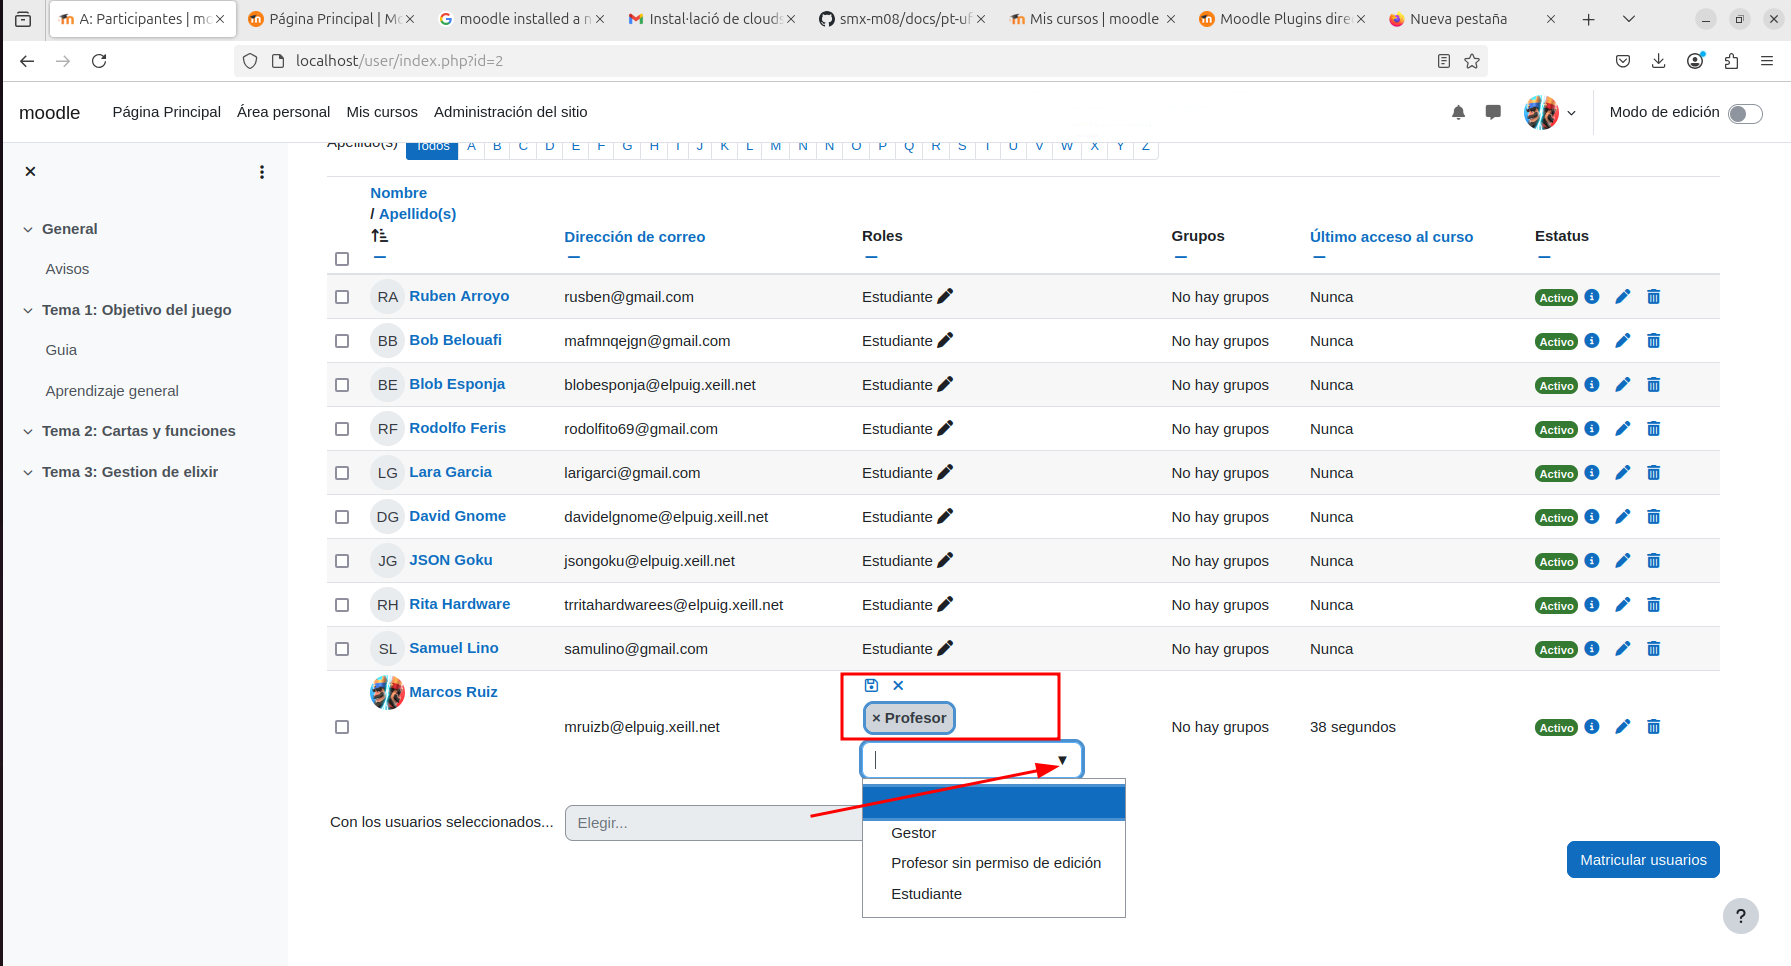 A: Participantes | mo
Página Principal | Mo
moodle installed a n
Instal·lació de clouds
smx-m08/docs/pt-uf
Mis cursos | moodle
Moodle Plugins direc
Nueva pestaña
localhost/user/index.php?id=2
moodle Página Principal Área personal Mis cursos Administración del sitio Modo de edición
Apellido(s) Todos A B C D E F G H I J K L M N Ñ O P Q R S T U V W X Y Z
General
Avisos
Tema 1: Objetivo del juego
Guia
Aprendizaje general
Tema 2: Cartas y funciones
Tema 3: Gestion de elixir
Nombre
/ Apellido(s)
Dirección de correo Roles Grupos Último acceso al curso Estatus
RA Ruben Arroyo rusben@gmail.com Estudiante No hay grupos Nunca Activo
BB Bob Belouafi mafmnqejgn@gmail.com Estudiante No hay grupos Nunca Activo
BE Blob Esponja blobesponja@elpuig.xeill.net Estudiante No hay grupos Nunca Activo
RF Rodolfo Feris rodolfito69@gmail.com Estudiante No hay grupos Nunca Activo
LG Lara Garcia larigarci@gmail.com Estudiante No hay grupos Nunca Activo
DG David Gnome davidelgnome@elpuig.xeill.net Estudiante No hay grupos Nunca Activo
JG JSON Goku jsongoku@elpuig.xeill.net Estudiante No hay grupos Nunca Activo
RH Rita Hardware trritahardwarees@elpuig.xeill.net Estudiante No hay grupos Nunca Activo
SL Samuel Lino samulino@gmail.com Estudiante No hay grupos Nunca Activo
Marcos Ruiz
× Profesor
mruizb@elpuig.xeill.net No hay grupos 38 segundos Activo
Con los usuarios seleccionados... Elegir...
Gestor
Profesor sin permiso de edición
Estudiante
Matricular usuarios
?